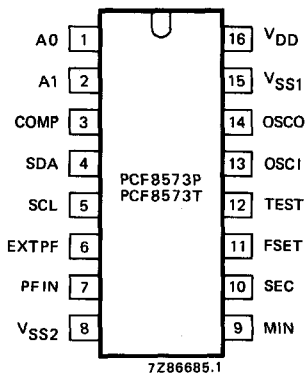 A0 1 16 VDD
A1 2 15 VSS1
COMP 3 14 OSCO
SDA 4 13 OSCI
PCF8573P
PCF8573T
SCL 5 12 TEST
EXTPF 6 11 FSET
PFIN 7 10 SEC
VSS2 8 9 MIN
7Z86685.1